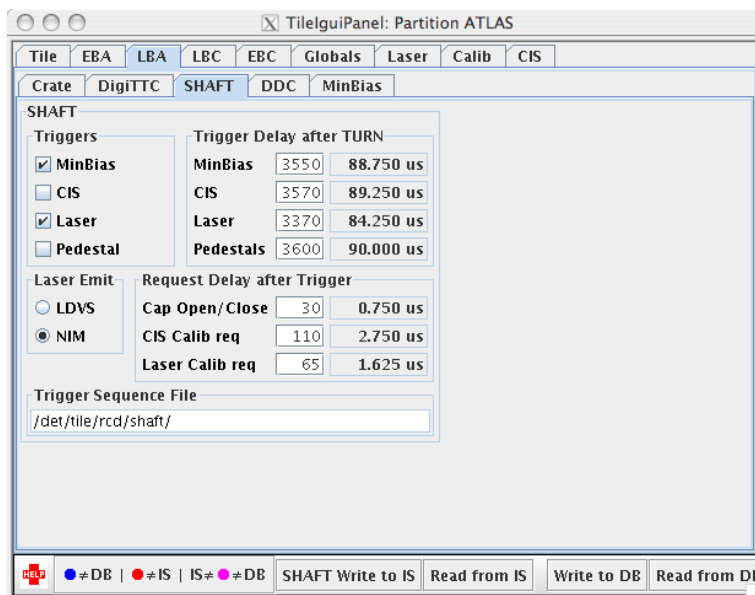 TileIguiPanel: Partition ATLAS
Tile EBA LBA LBC EBC Globals Laser Calib CIS
Crate DigiTTC SHAFT DDC MinBias
SHAFT
Triggers Trigger Delay after TURN
MinBias MinBias 3550 88.750 us
CIS CIS 3570 89.250 us
Laser Laser 3370 84.250 us
Pedestal Pedestals 3600 90.000 us
Laser Emit Request Delay after Trigger
LDVS Cap Open/Close 30 0.750 us
NIM CIS Calib req 110 2.750 us
Laser Calib req 65 1.625 us
Trigger Sequence File
/det/tile/rcd/shaft/
HELP ≠DB | ≠IS | IS≠ ≠DB SHAFT Write to IS Read from IS Write to DB Read from